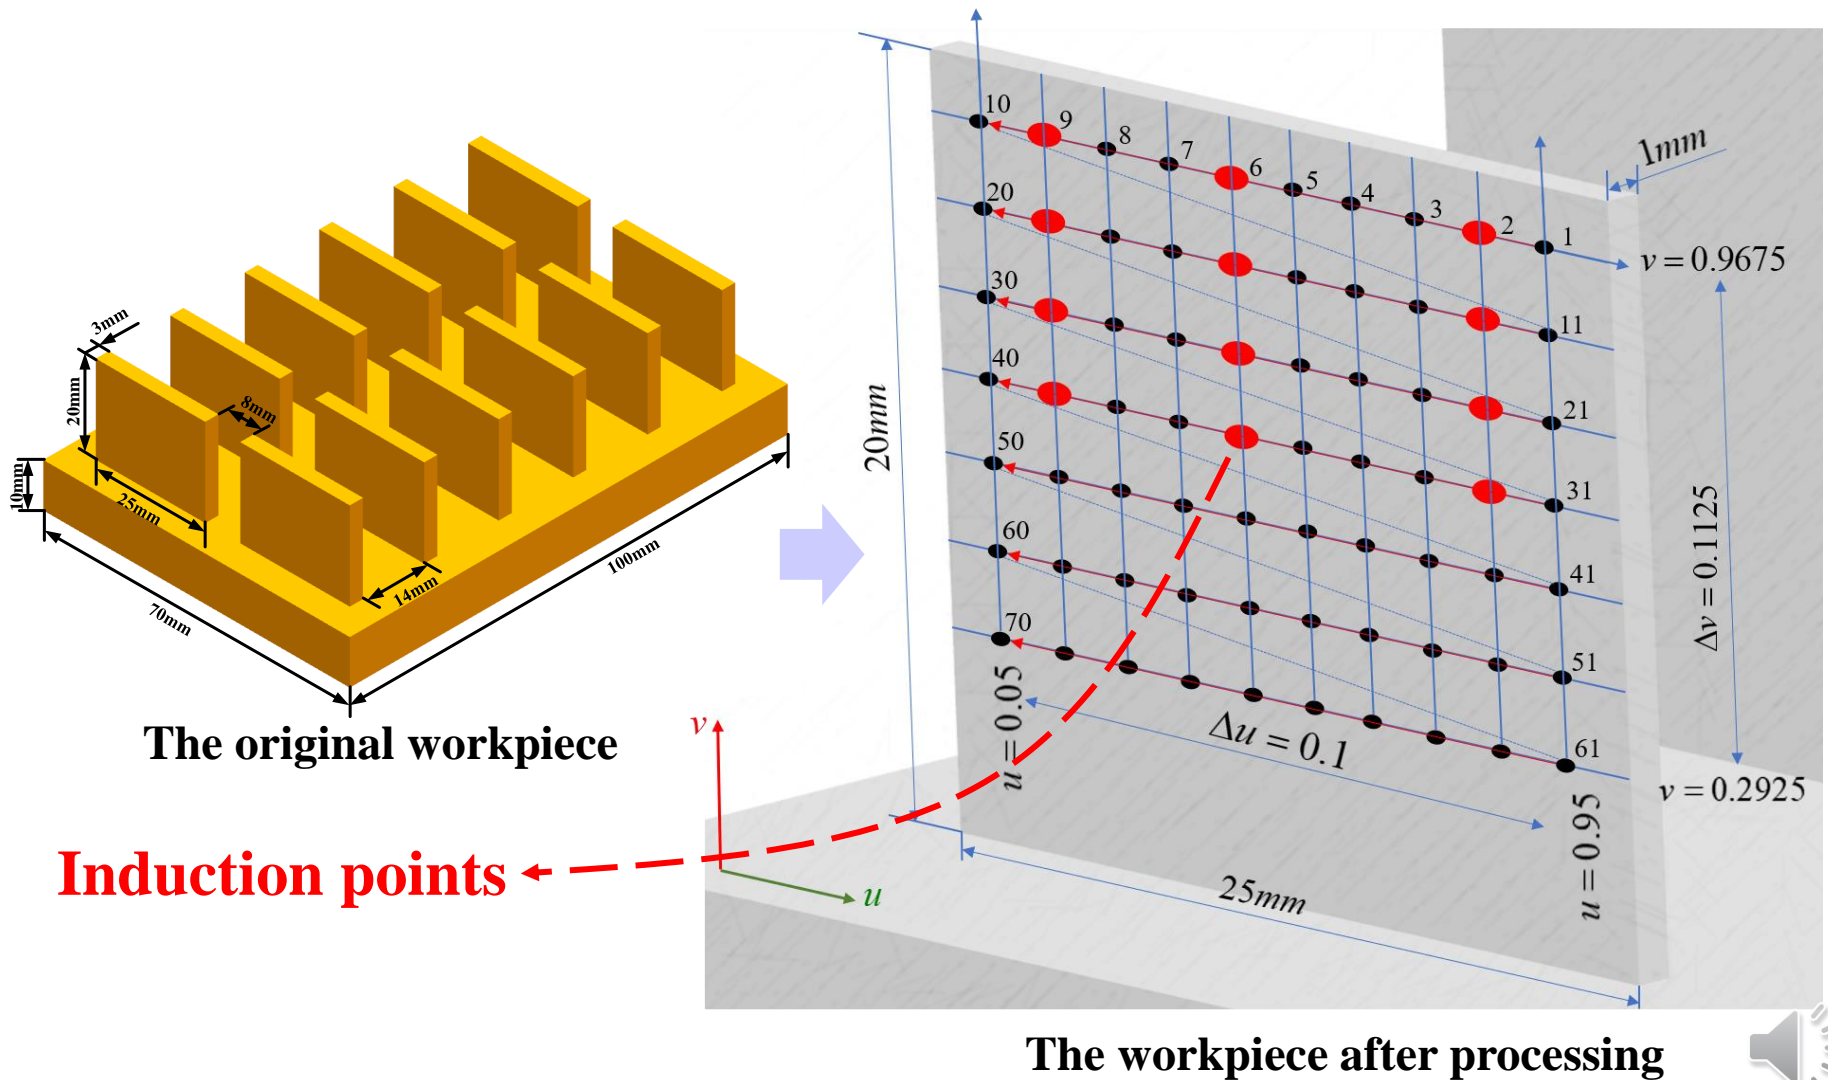 3mm
20mm
8mm
10mm
25mm
14mm
70mm
100mm
The original workpiece
10
9
8
7
6
5
4
3
2
1
20
11
30
21
40
31
50
41
60
51
70
61
1mm
v = 0.9675
20mm
Δv = 0.1125
v = 0.2925
u = 0.05
Δu = 0.1
u = 0.95
25mm
v
u
Induction points
The workpiece after processing